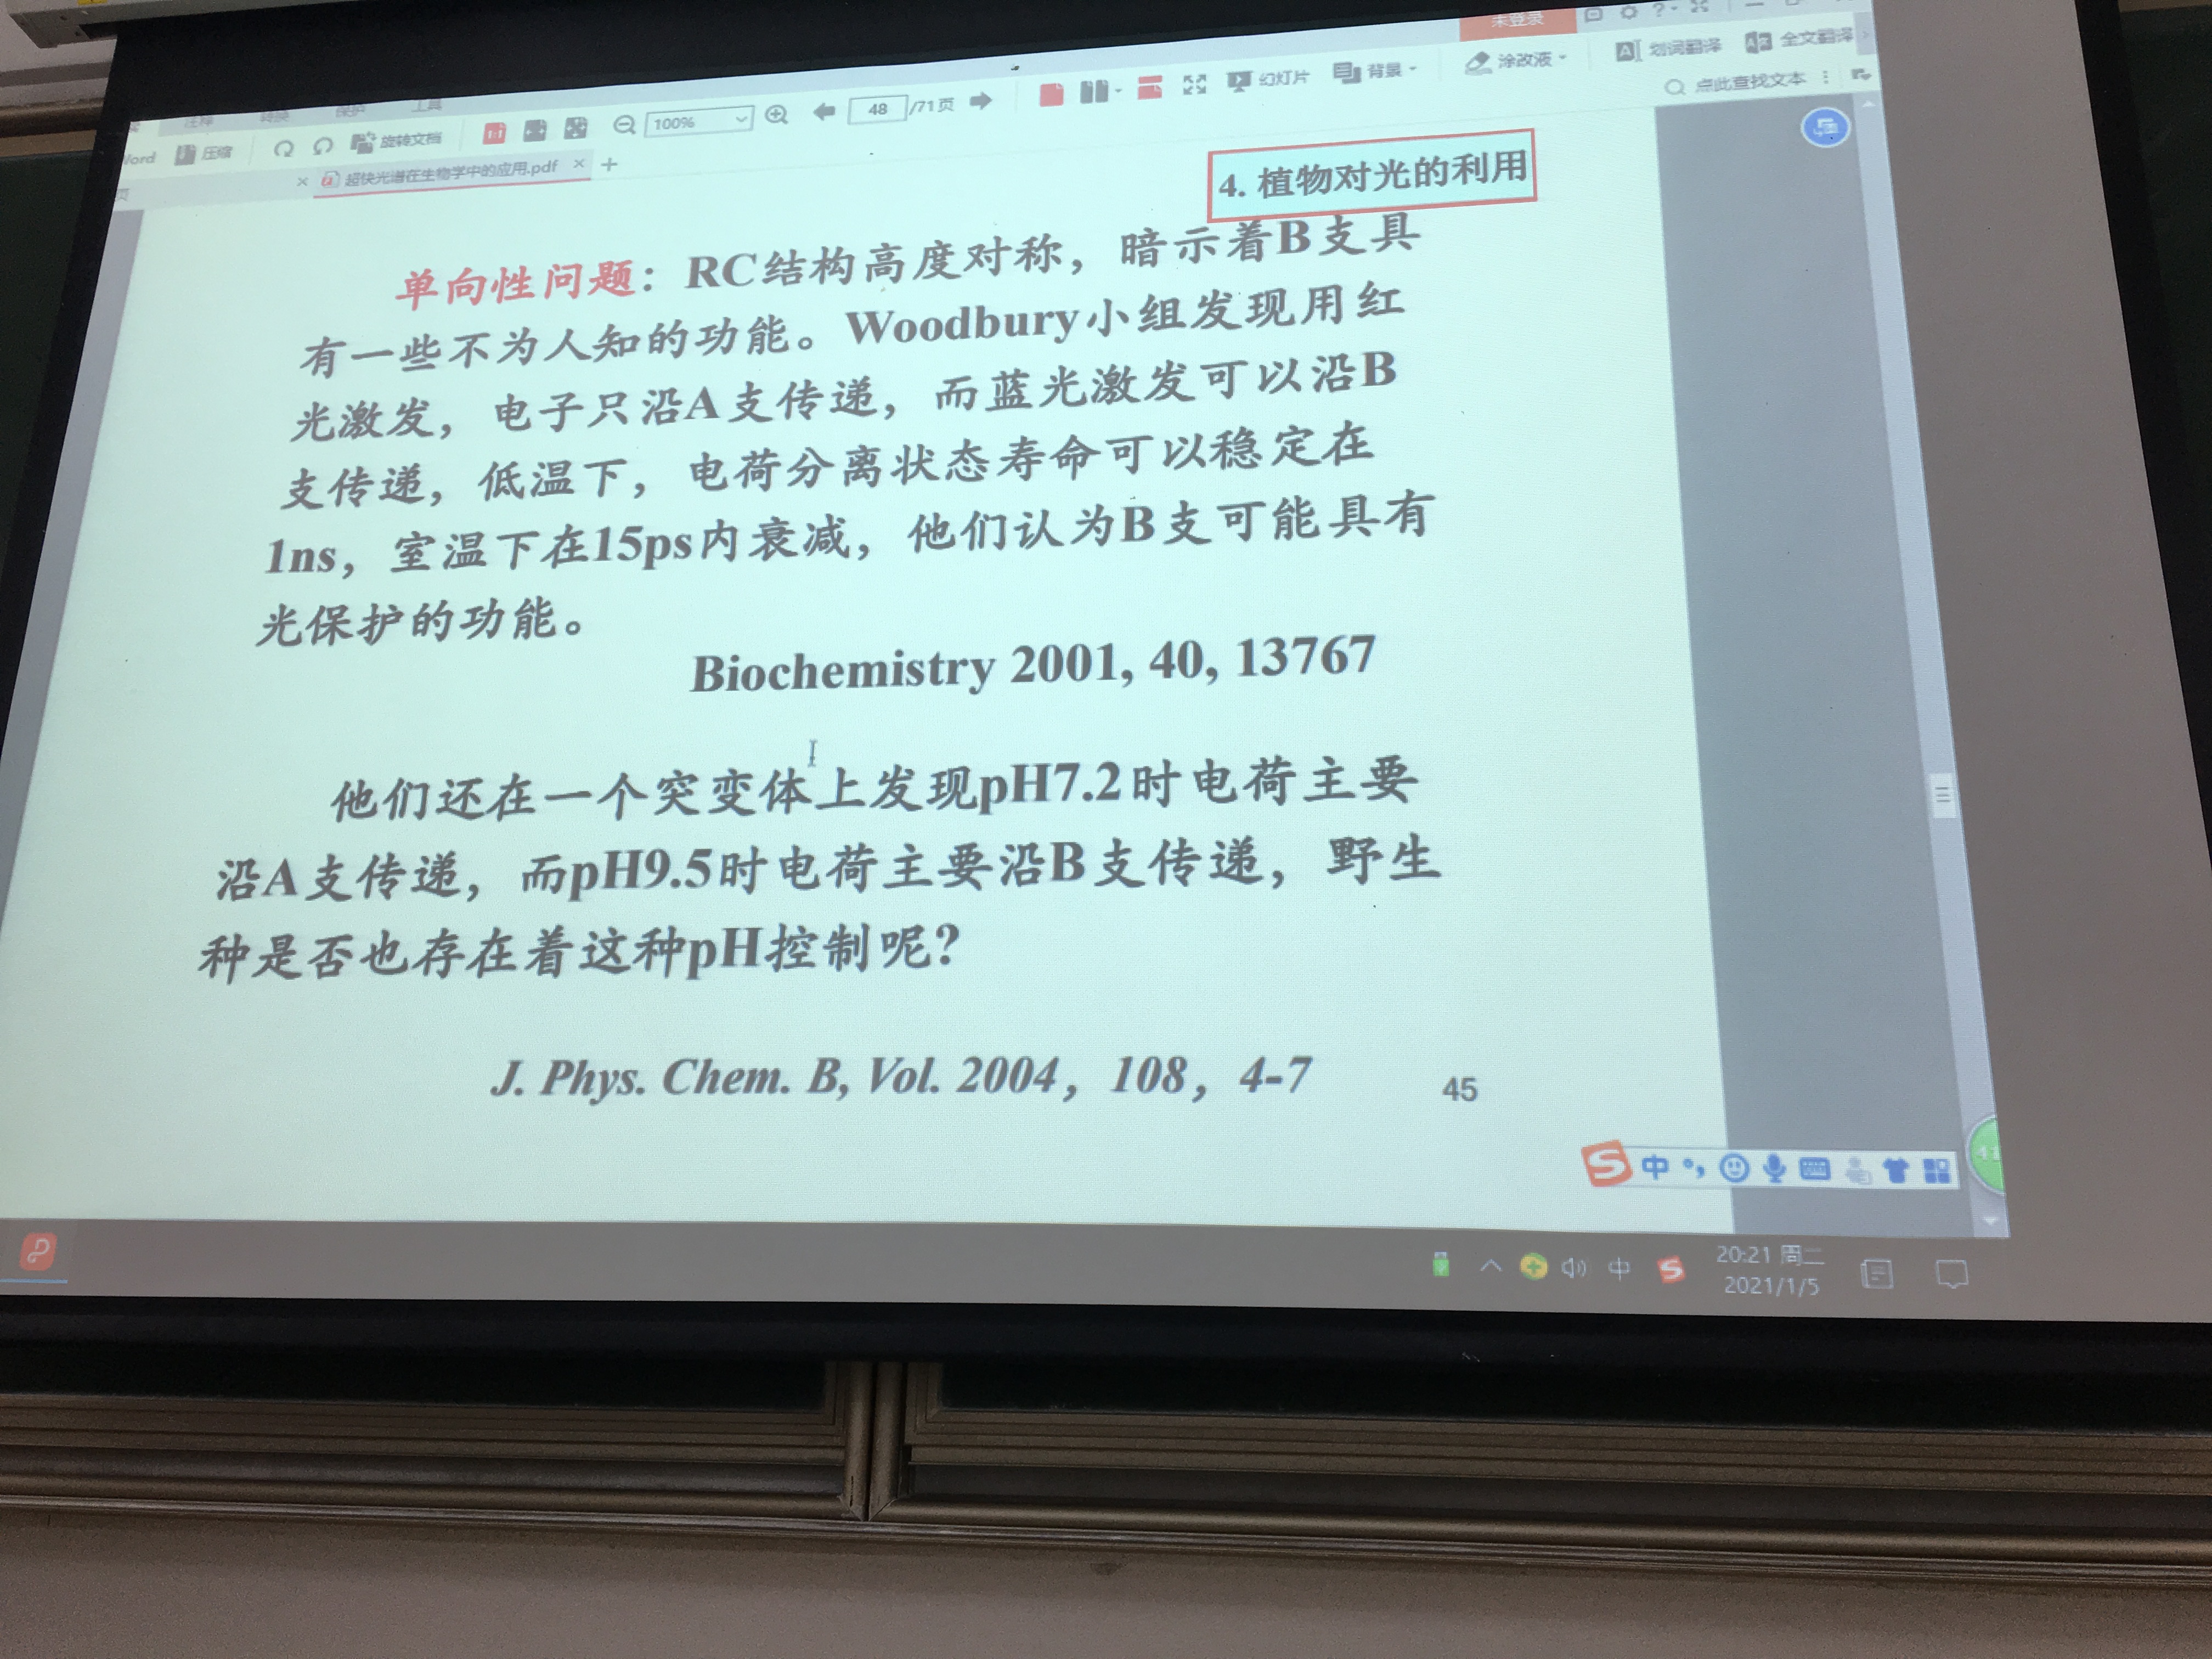 未登录
注释
转换
保护
工具
100%
48
/71页
幻灯片
背景
涂改液
划词翻译
全文翻译
点此查找文本
Word
压缩
旋转文档
1:1
超快光谱在生物学中的应用.pdf
4. 植物对光的利用
单向性问题：RC结构高度对称，暗示着B支具
有一些不为人知的功能。Woodbury小组发现用红
光激发，电子只沿A支传递，而蓝光激发可以沿B
支传递，低温下，电荷分离状态寿命可以稳定在
1ns，室温下在15ps内衰减，他们认为B支可能具有
光保护的功能。
Biochemistry 2001, 40, 13767
他们还在一个突变体上发现pH7.2时电荷主要
沿A支传递，而pH9.5时电荷主要沿B支传递，野生
种是否也存在着这种pH控制呢？
J. Phys. Chem. B, Vol. 2004，108，4-7
45
中
中
20:21 周二
2021/1/5